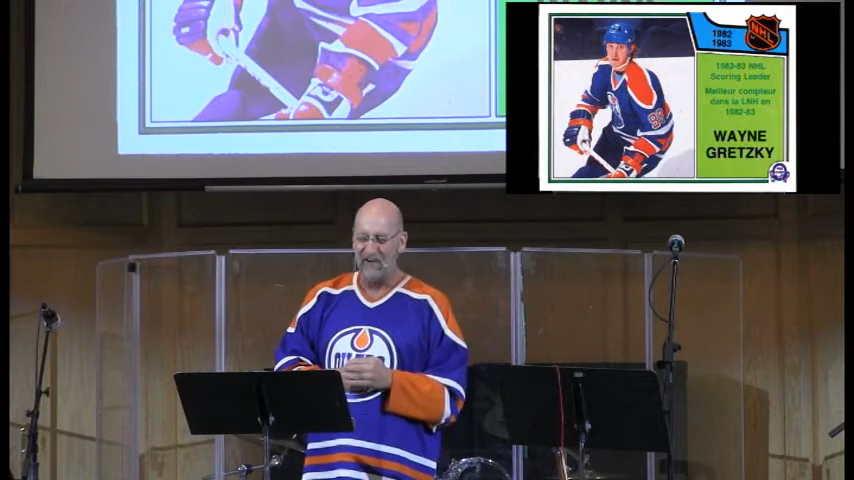 1982
1983
NHL
1982-83 NHL
Scoring Leader
Meilleur compteur
dans la LNH en
1982-83
WAYNE
GRETZKY
99
OILERS